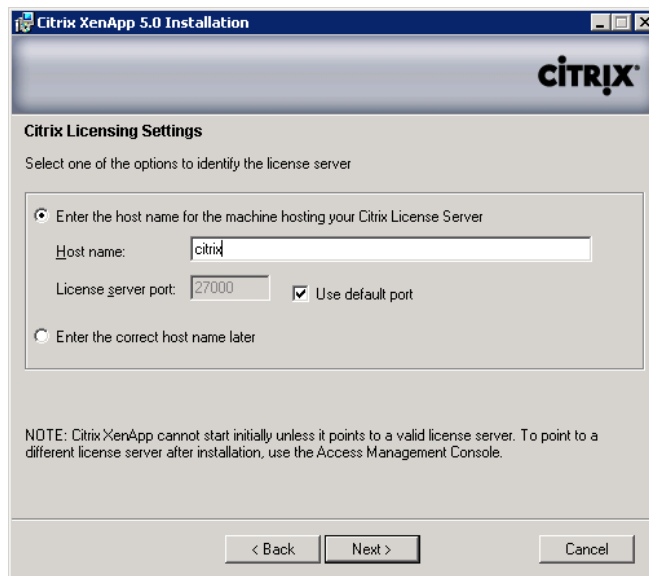 Citrix XenApp 5.0 Installation
CİTRIX
Citrix Licensing Settings
Select one of the options to identify the license server
Enter the host name for the machine hosting your Citrix License Server
Host name: citrix
License server port: 27000 Use default port
Enter the correct host name later
NOTE: Citrix XenApp cannot start initially unless it points to a valid license server. To point to a
different license server after installation, use the Access Management Console.
< Back Next > Cancel